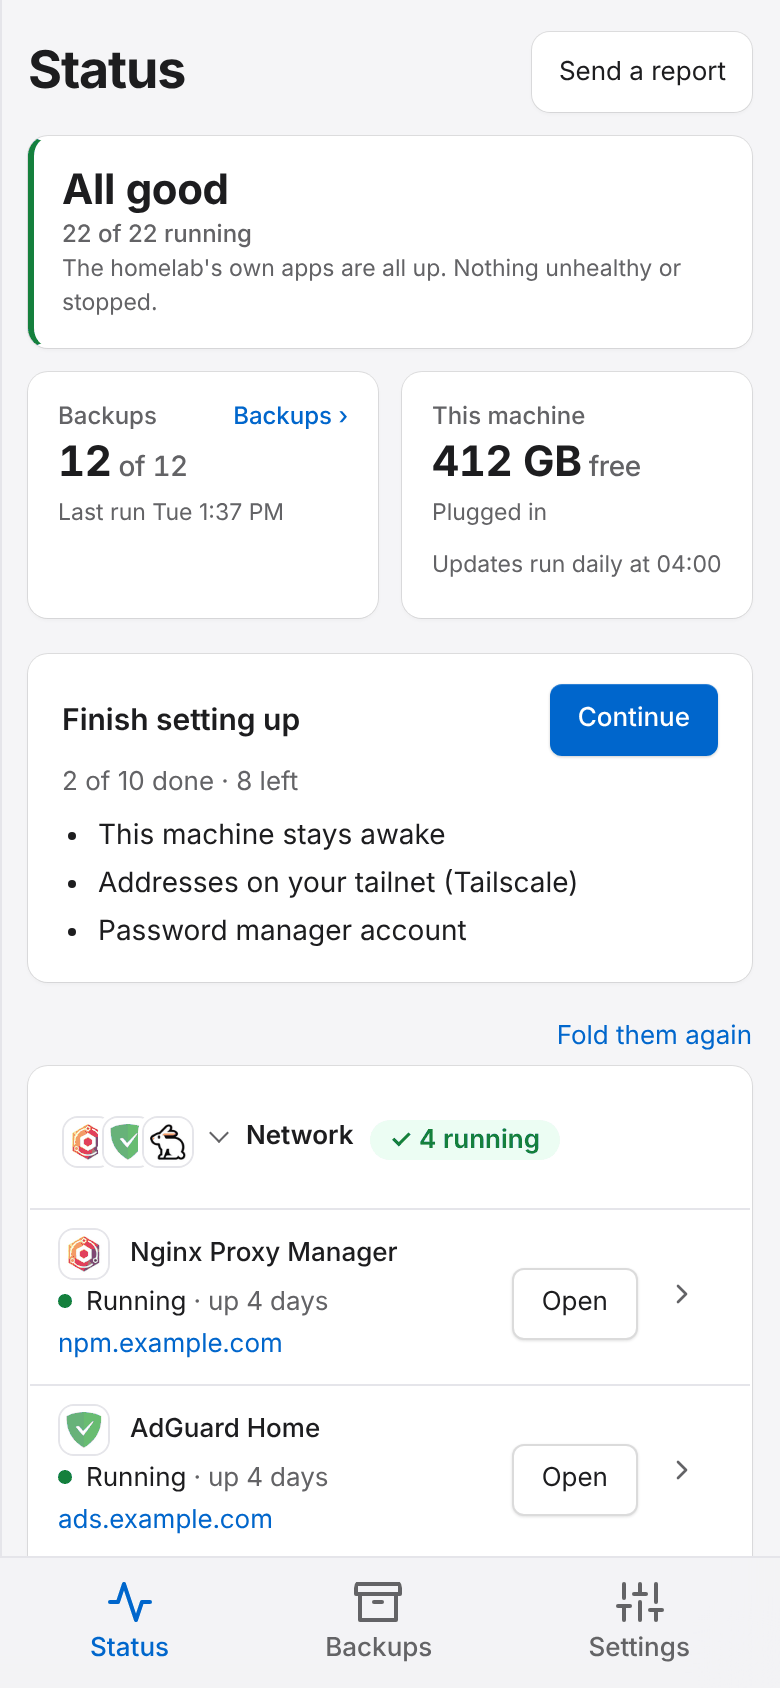 Status
Send a report
All good
22 of 22 running
The homelab's own apps are all up. Nothing unhealthy or
stopped.
Backups
Backups ›
12 of 12
Last run Tue 1:37 PM
This machine
412 GB free
Plugged in
Updates run daily at 04:00
Finish setting up
Continue
2 of 10 done · 8 left
• This machine stays awake
• Addresses on your tailnet (Tailscale)
• Password manager account
Fold them again
Network
✓ 4 running
Nginx Proxy Manager
Running · up 4 days
npm.example.com
Open
AdGuard Home
Running · up 4 days
ads.example.com
Open
Status
Backups
Settings